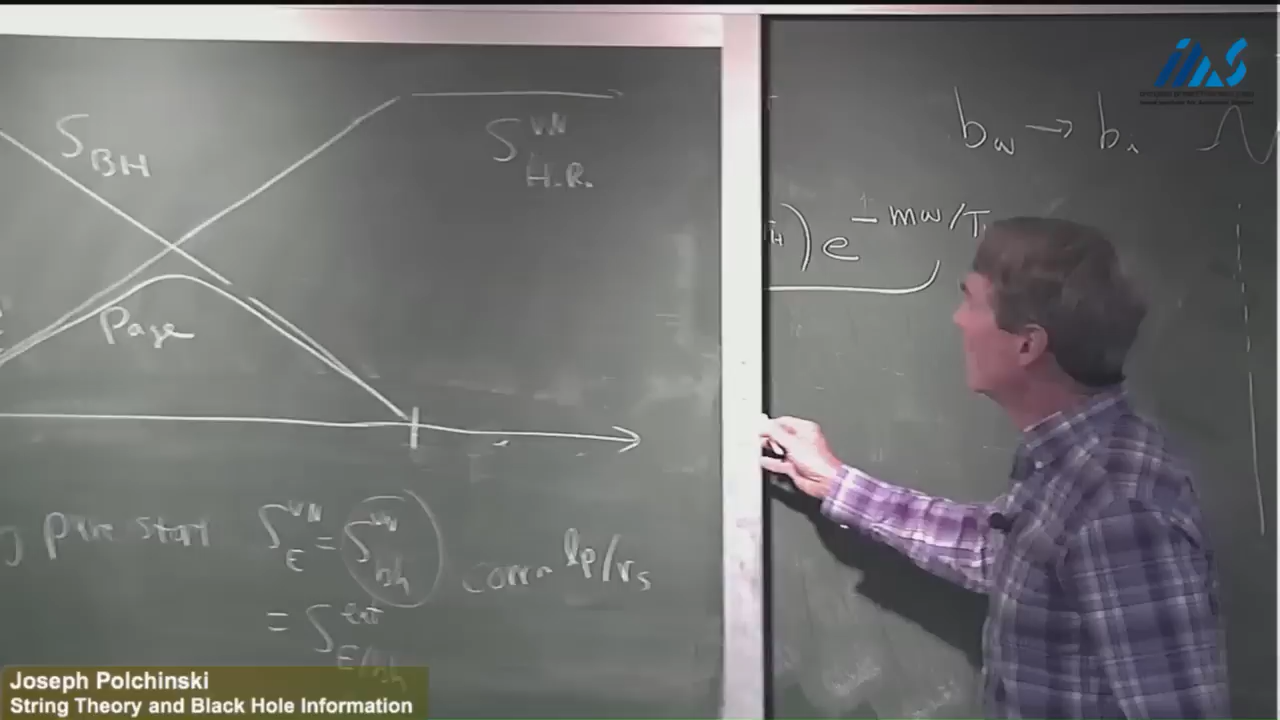 S_BH
S^VN_H.R.
Page
pure start S^VN_E = S^VN_bh corrn lp/rs
= S^ent_E/bh
b_ω → b_i
) e^-mω/T
IIAS
Joseph Polchinski
String Theory and Black Hole Information